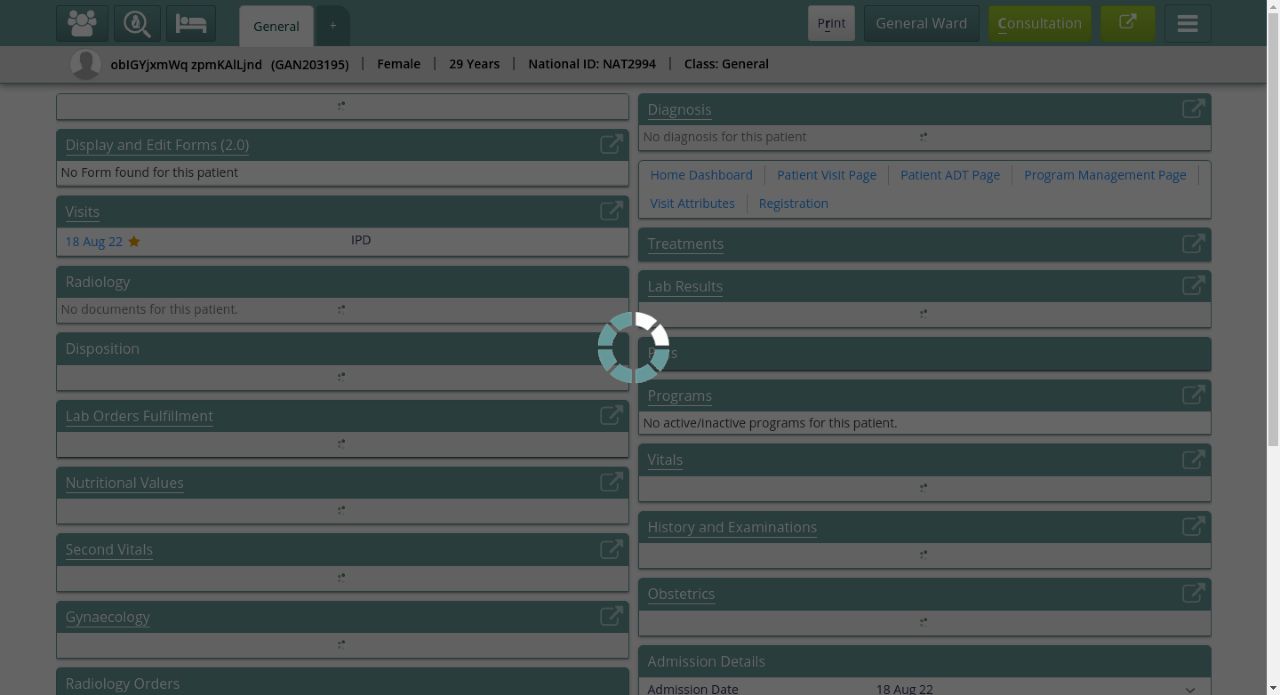 General
+
Print
General Ward
Consultation
obIGYjxmWq zpmKAlLjnd (GAN203195) | Female | 29 Years | National ID: NAT2994 | Class: General
Display and Edit Forms (2.0)
No Form found for this patient
Visits
18 Aug 22
IPD
Radiology
No documents for this patient.
Disposition
Lab Orders Fulfillment
Nutritional Values
Second Vitals
Gynaecology
Radiology Orders
Diagnosis
No diagnosis for this patient
Home Dashboard | Patient Visit Page | Patient ADT Page | Program Management Page |
Visit Attributes | Registration
Treatments
Lab Results
Programs
No active/inactive programs for this patient.
Vitals
History and Examinations
Obstetrics
Admission Details
Admission Date
18 Aug 22